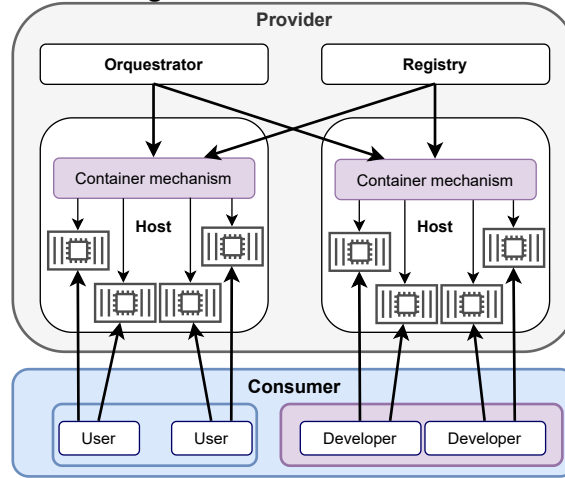 Provider
Orquestrator
Registry
Container mechanism
Container mechanism
Host
Host
Consumer
User
User
Developer
Developer